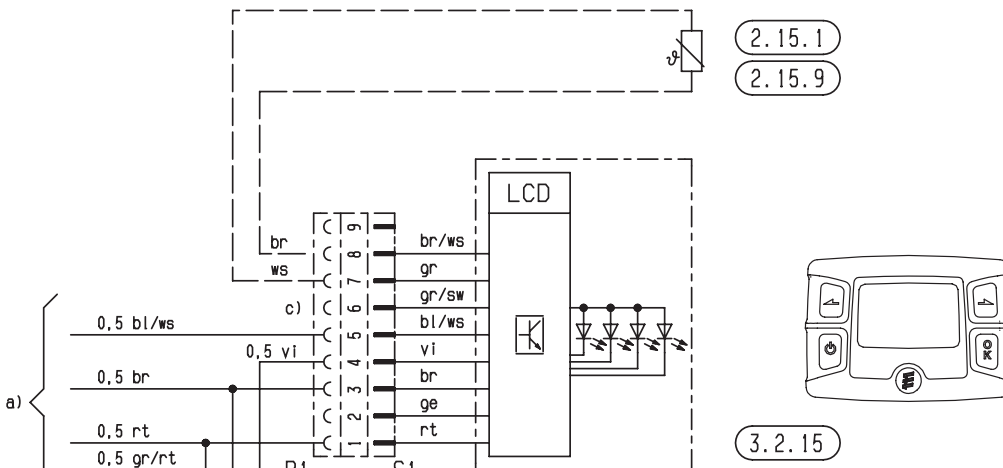 2.15.1
ϑ
2.15.9
LCD
9
br 8 br/ws
ws 7 gr
c) 6 gr/sw
0,5 bl/ws 5 bl/ws
0,5 vi 4 vi
0,5 br 3 br
a)
2 ge
0,5 rt 1 rt
0,5 gr/rt
OK
3.2.15